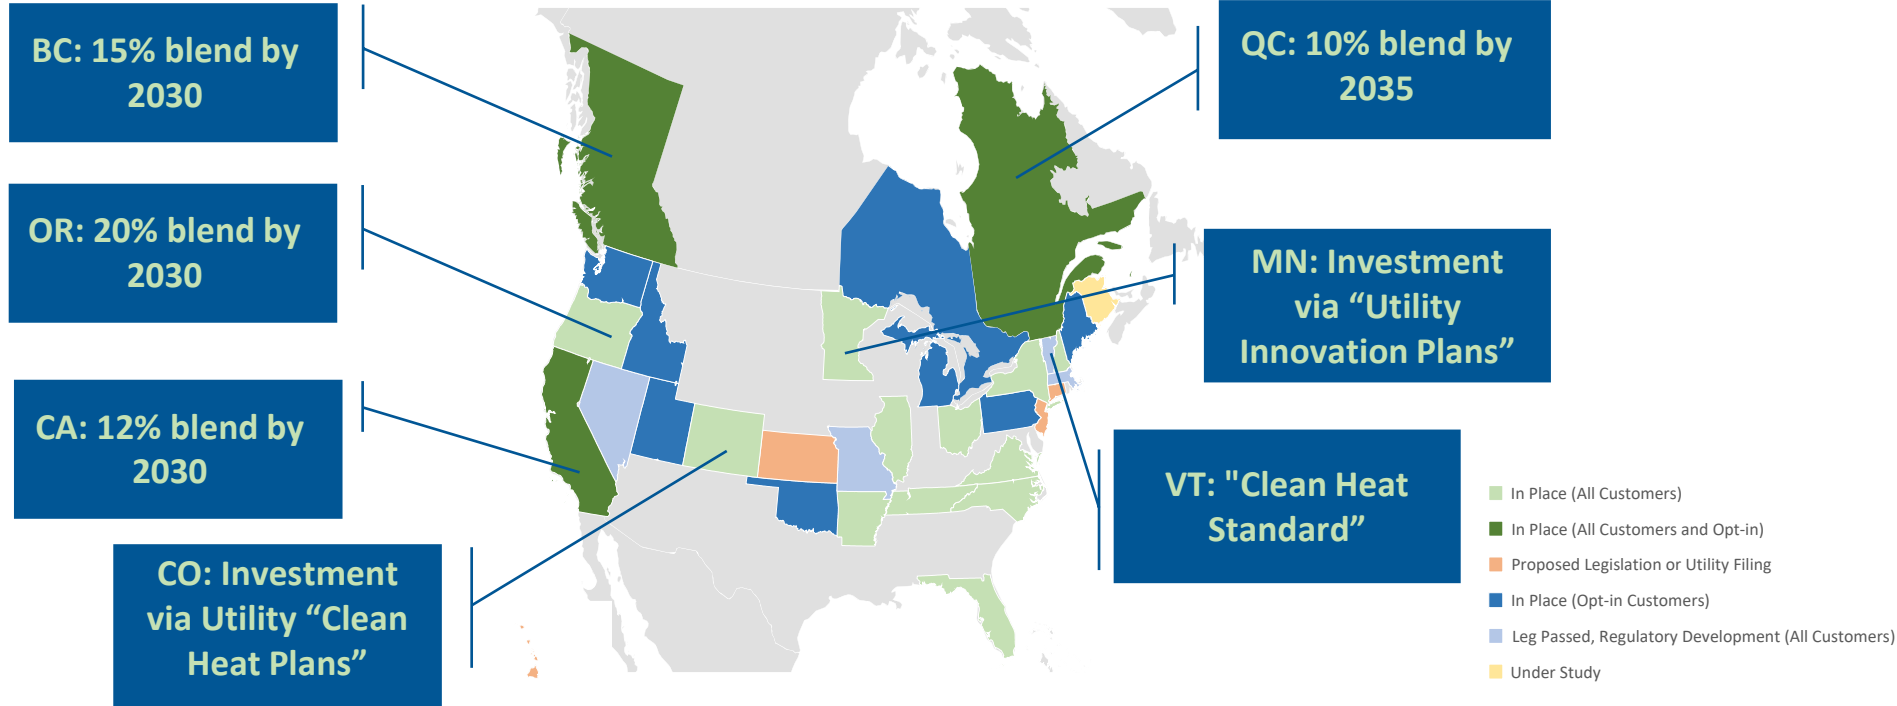 BC: 15% blend by
2030
OR: 20% blend by
2030
CA: 12% blend by
2030
CO: Investment
via Utility “Clean
Heat Plans”
QC: 10% blend by
2035
MN: Investment
via “Utility
Innovation Plans”
VT: "Clean Heat
Standard”
In Place (All Customers)
In Place (All Customers and Opt-in)
Proposed Legislation or Utility Filing
In Place (Opt-in Customers)
Leg Passed, Regulatory Development (All Customers)
Under Study